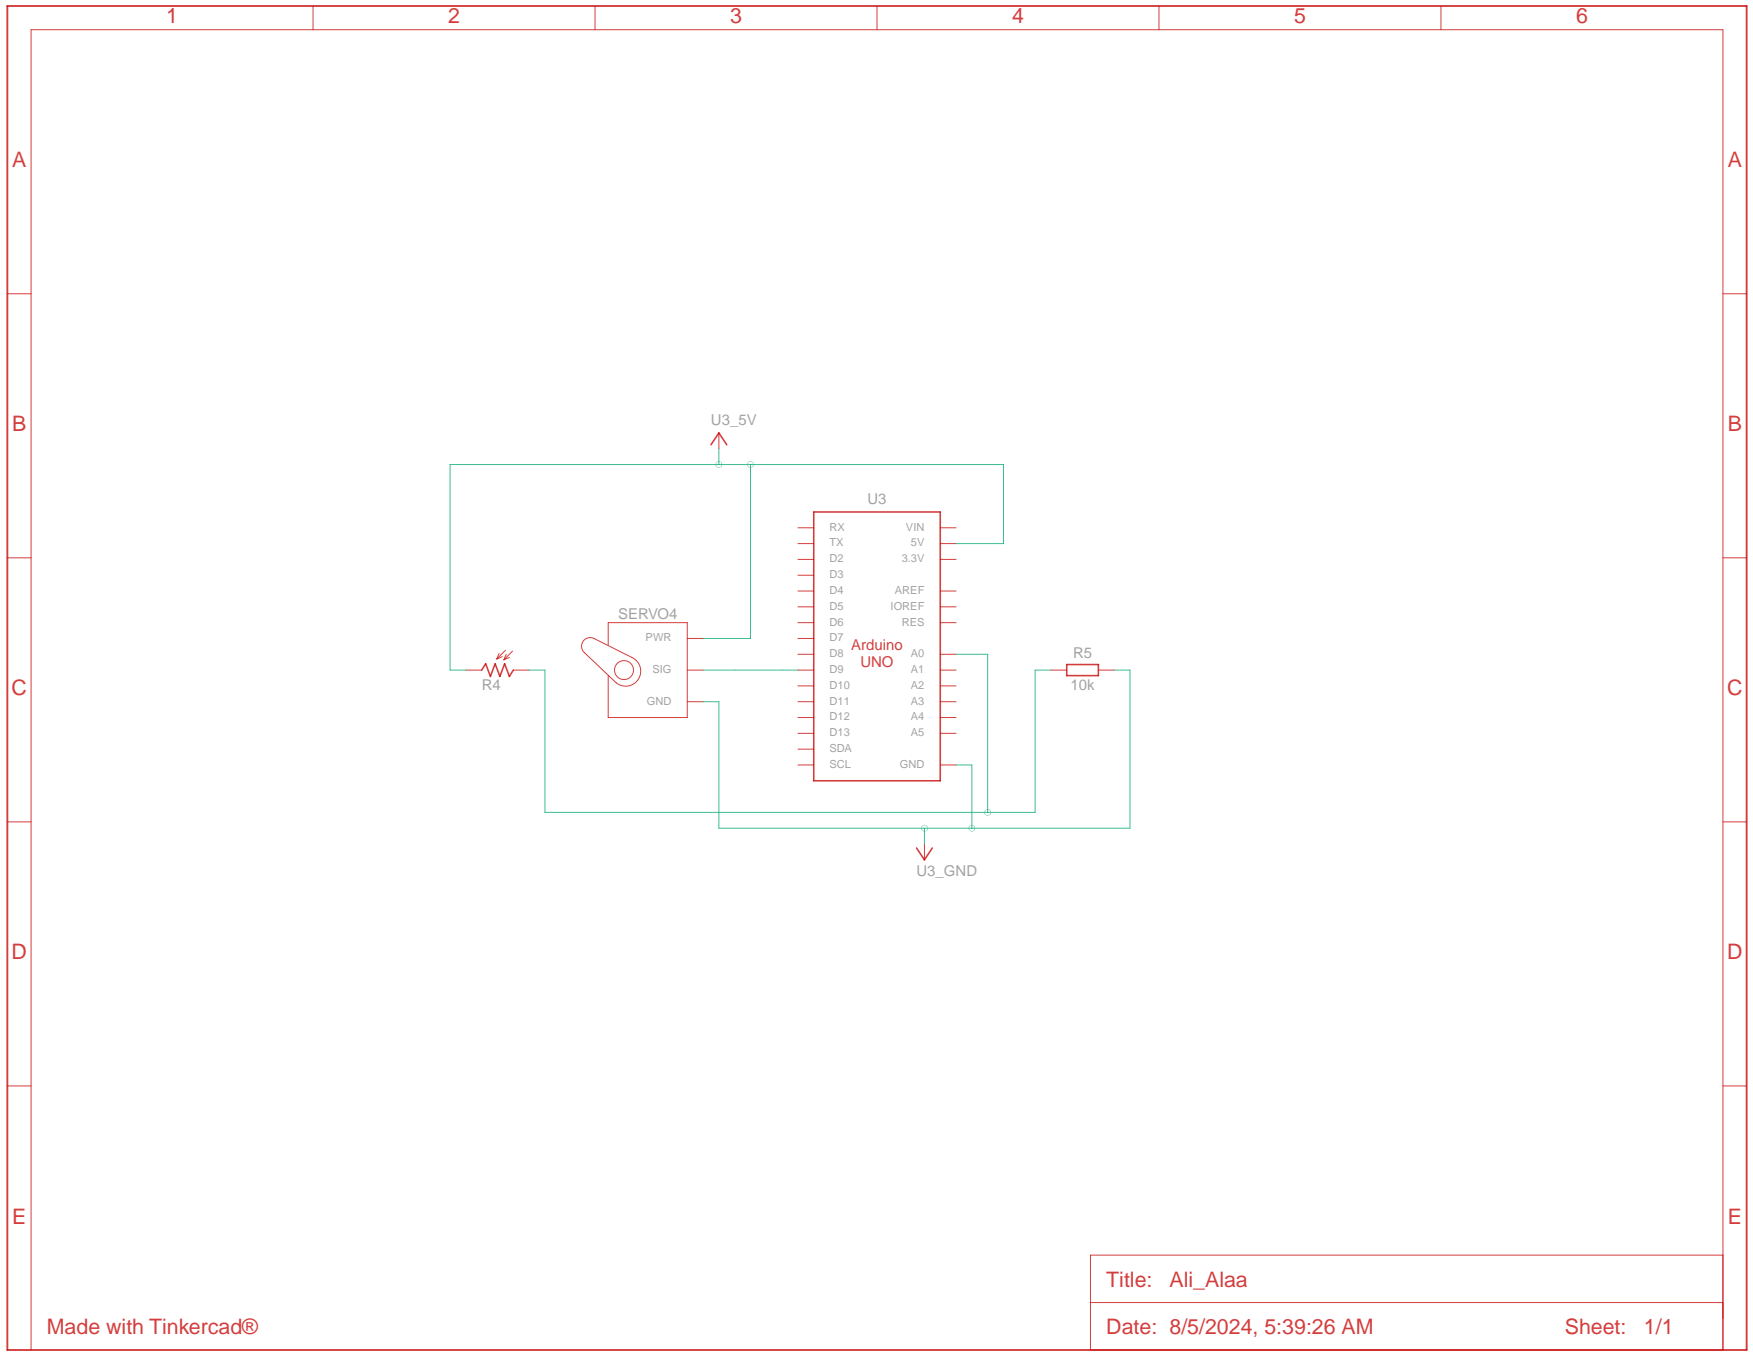 1 2 3 4 5 6
A A
B B
U3_5V
U3
RX VIN
TX 5V
D2 3.3V
D3
D4 AREF
D5 IOREF
D6 RES
D7
D8 A0
D9 A1
D10 A2
D11 A3
D12 A4
D13 A5
SDA
SCL GND
Arduino
UNO
SERVO4
PWR
SIG
GND
R4
R5
10k
C C
U3_GND
D D
E E
Title: Ali_Alaa
Date: 8/5/2024, 5:39:26 AM Sheet: 1/1
Made with Tinkercad®